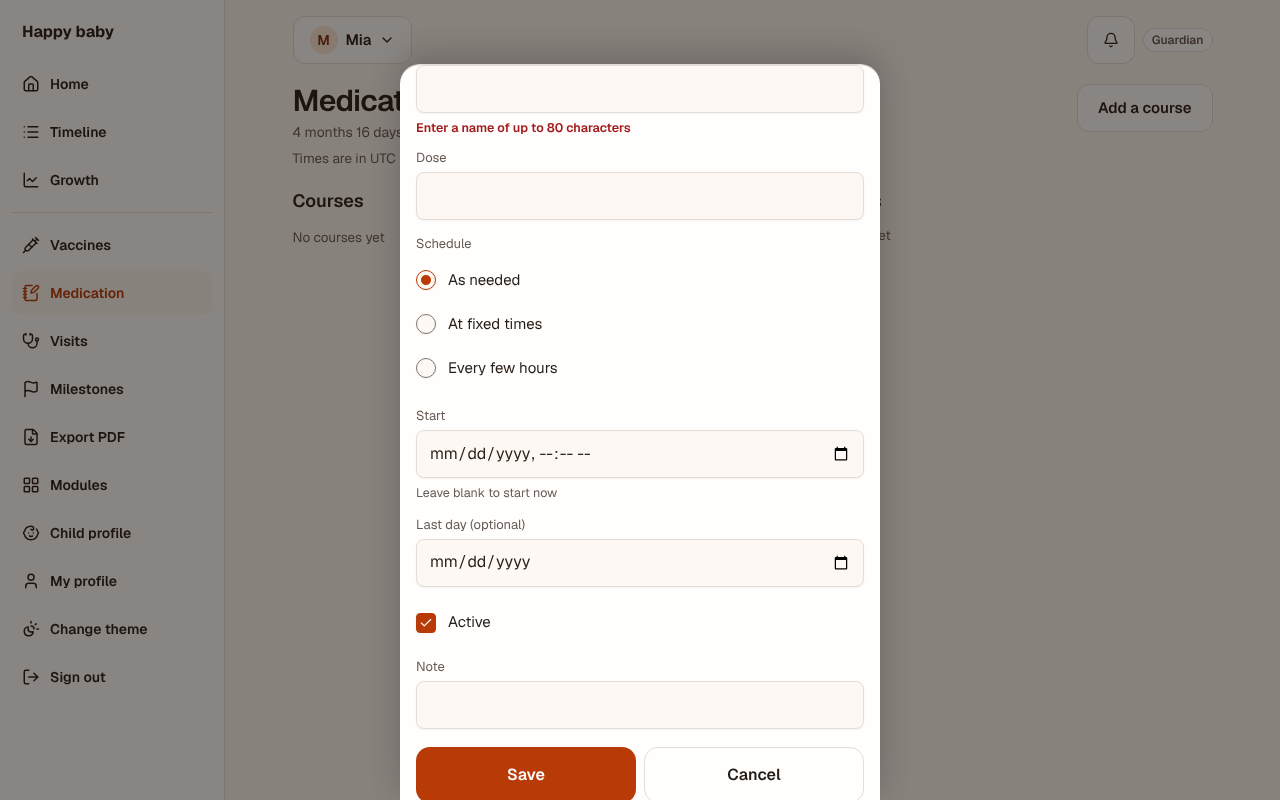 Happy baby
Home
Timeline
Growth
Vaccines
Medication
Visits
Milestones
Export PDF
Modules
Child profile
My profile
Change theme
Sign out
M Mia
Guardian
Medicat
4 months 16 days
Times are in UTC
Add a course
Courses
No courses yet
Enter a name of up to 80 characters
Dose
Schedule
As needed
At fixed times
Every few hours
Start
mm/dd/yyyy, --:-- --
Leave blank to start now
Last day (optional)
mm/dd/yyyy
Active
Note
Save
Cancel